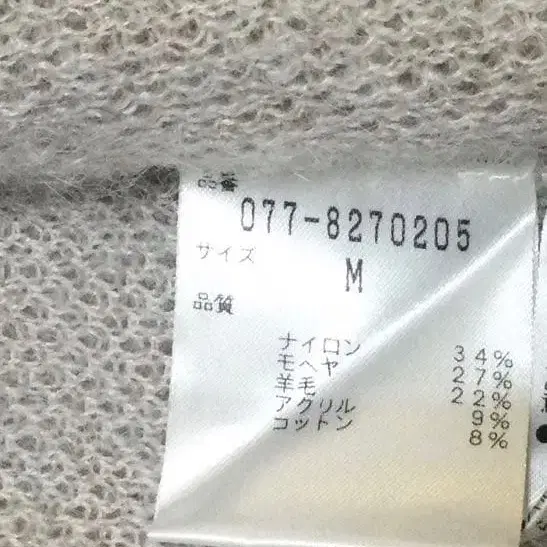 品番
077-8270205
サイズ
M
品質
ナイロン 34%
モヘヤ 27%
羊毛 22%
アクリル 9%
コットン 8%